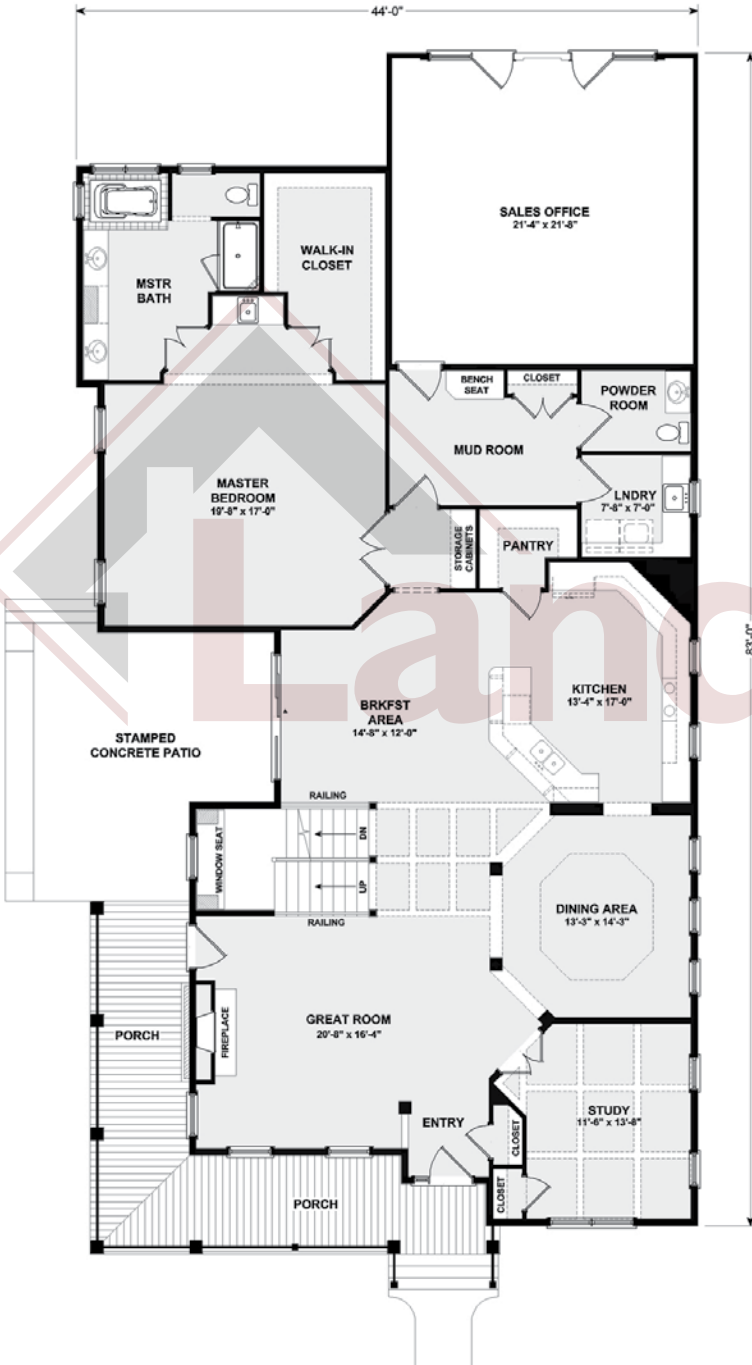 44'-0"
SALES OFFICE
21'-4" x 21'-8"
WALK-IN
CLOSET
MSTR
BATH
BENCH
SEAT
CLOSET
POWDER
ROOM
MUD ROOM
MASTER
BEDROOM
19'-8" x 17'-0"
LNDRY
7'-8" x 7'-0"
STORAGE
CABINETS
PANTRY
Land
83'-0"
KITCHEN
13'-4" x 17'-0"
BRKFST
AREA
14'-8" x 12'-0"
STAMPED
CONCRETE PATIO
RAILING
WINDOW SEAT
DN
UP
RAILING
DINING AREA
13'-3" x 14'-3"
GREAT ROOM
20'-8" x 16'-4"
FIREPLACE
PORCH
ENTRY
CLOSET
STUDY
11'-6" x 13'-8"
CLOSET
PORCH